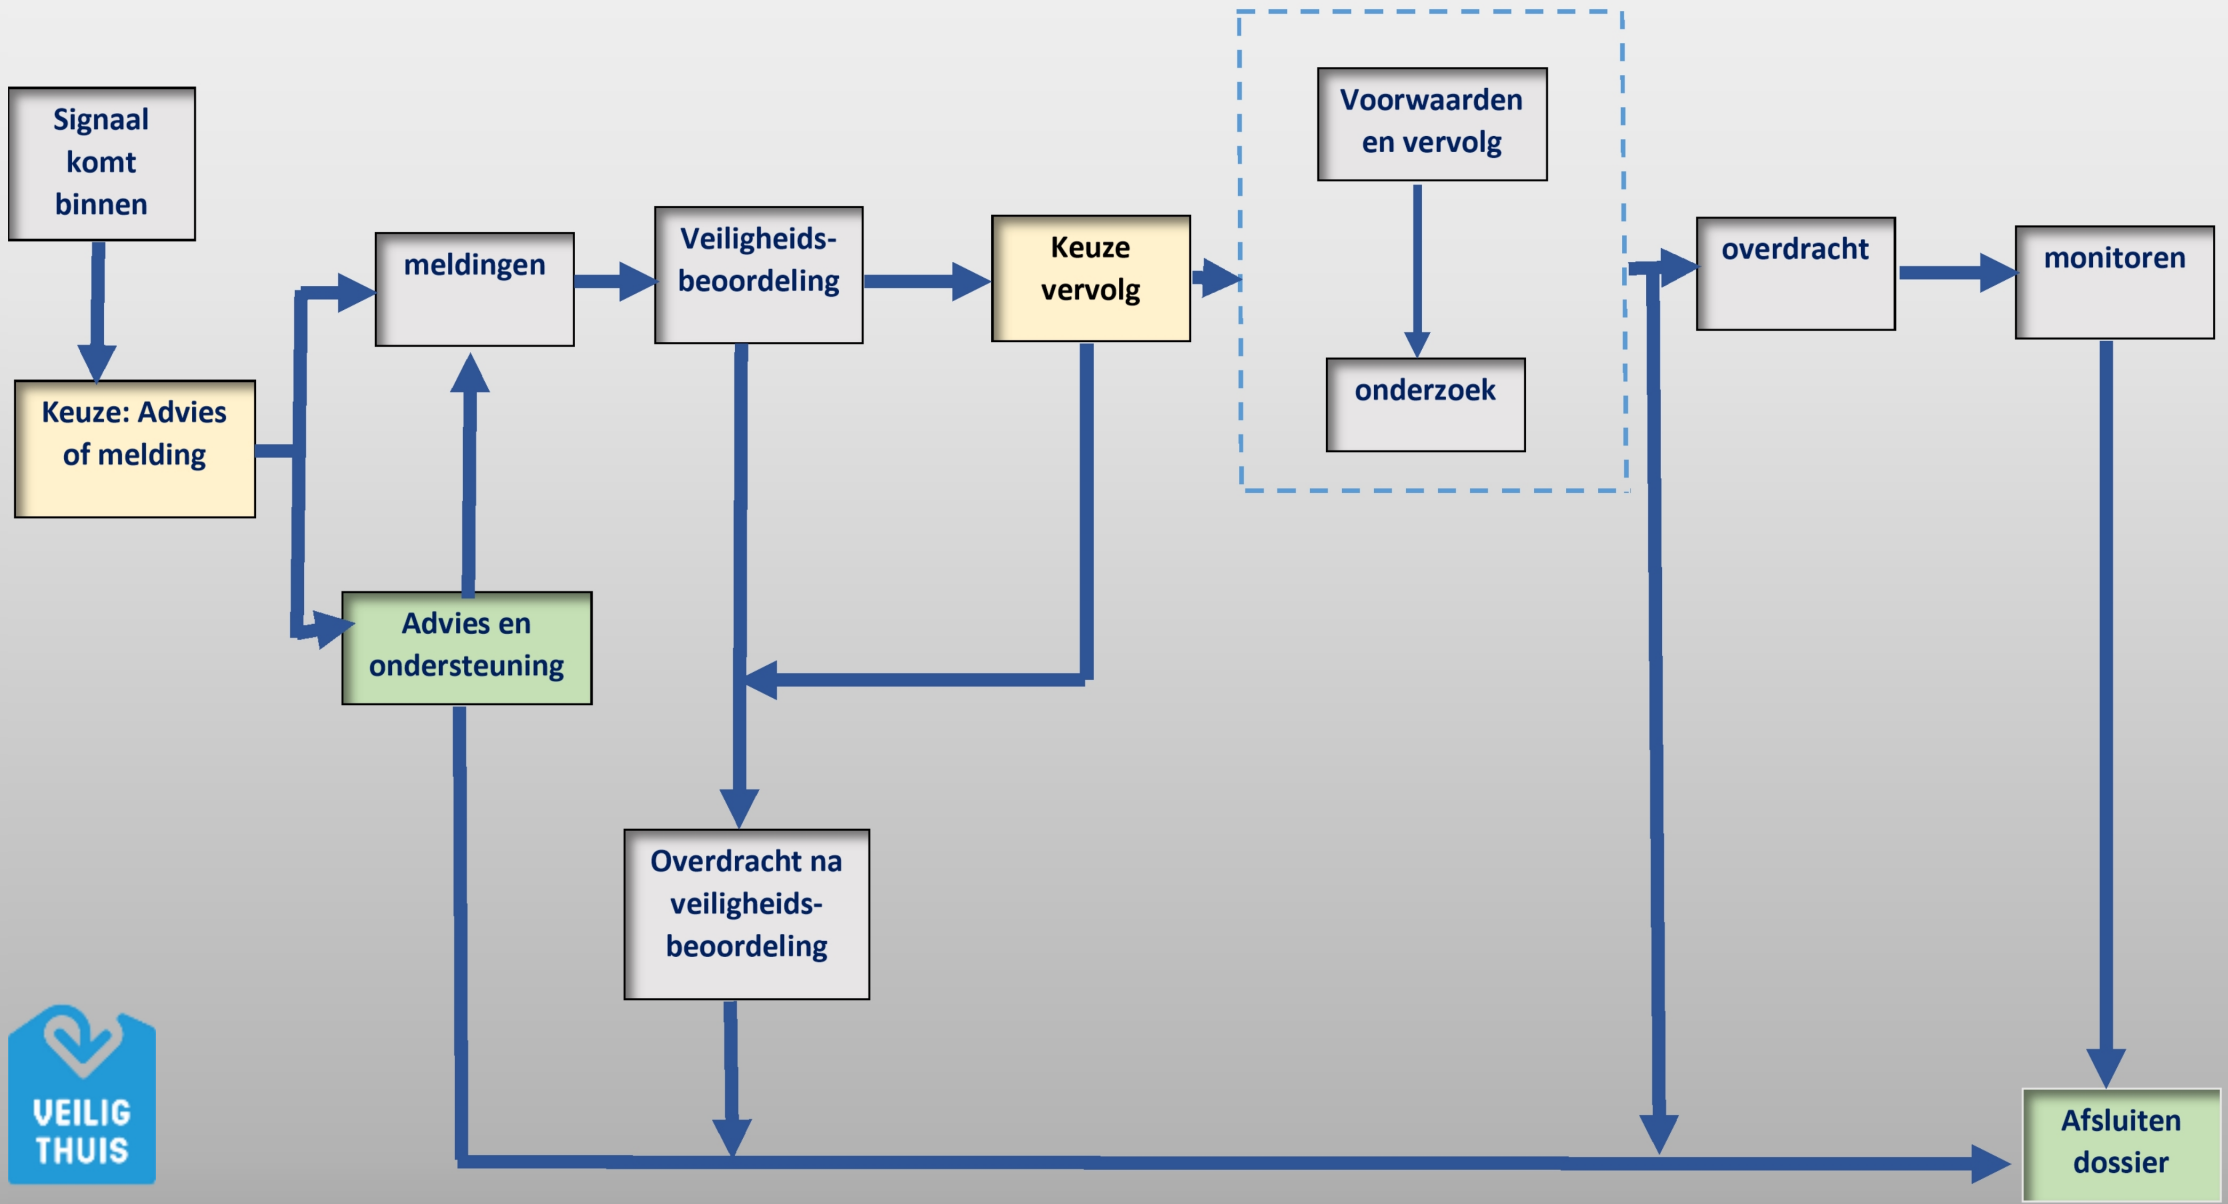 Signaal
komt
binnen
Keuze: Advies
of melding
meldingen
Advies en
ondersteuning
Veiligheids-
beoordeling
Overdracht na
veiligheids-
beoordeling
Keuze
vervolg
Voorwaarden
en vervolg
onderzoek
overdracht
monitoren
Afsluiten
dossier
VEILIG
THUIS